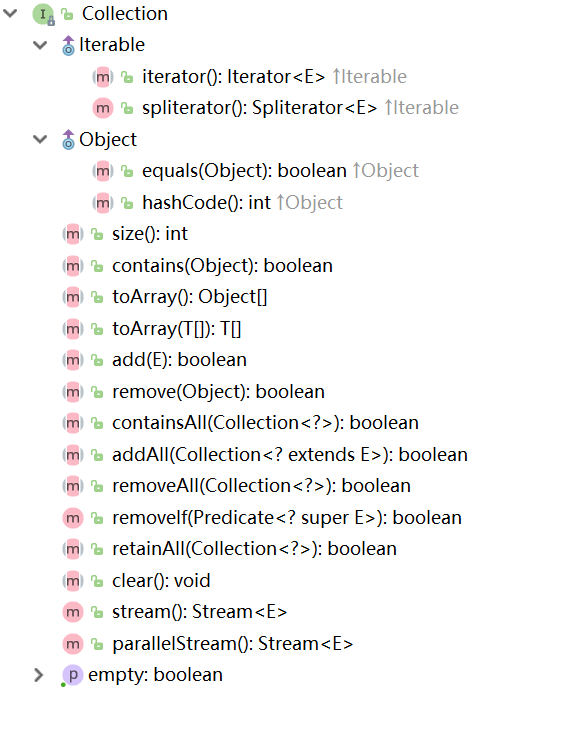 Collection
Iterable
iterator(): Iterator<E> ↑Iterable
spliterator(): Spliterator<E> ↑Iterable
Object
equals(Object): boolean ↑Object
hashCode(): int ↑Object
size(): int
contains(Object): boolean
toArray(): Object[]
toArray(T[]): T[]
add(E): boolean
remove(Object): boolean
containsAll(Collection<?>): boolean
addAll(Collection<? extends E>): boolean
removeAll(Collection<?>): boolean
removeIf(Predicate<? super E>): boolean
retainAll(Collection<?>): boolean
clear(): void
stream(): Stream<E>
parallelStream(): Stream<E>
empty: boolean